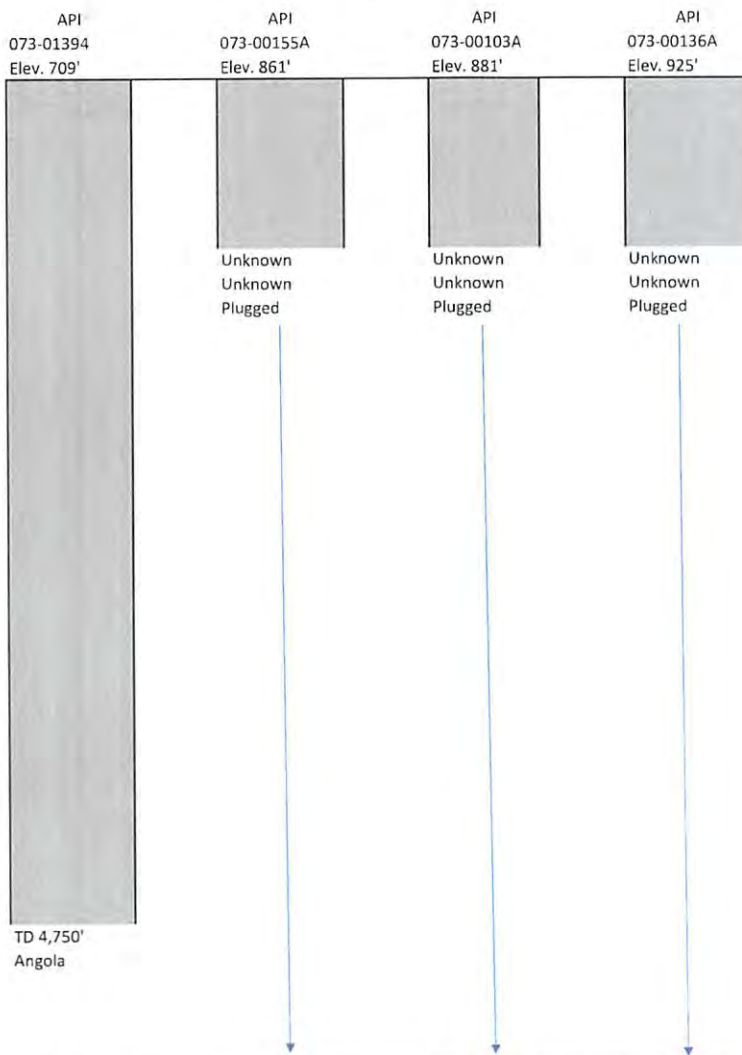 API
073-01394
Elev. 709'
API
073-00155A
Elev. 861'
API
073-00103A
Elev. 881'
API
073-00136A
Elev. 925'
Unknown
Unknown
Plugged
Unknown
Unknown
Plugged
Unknown
Unknown
Plugged
TD 4,750'
Angola